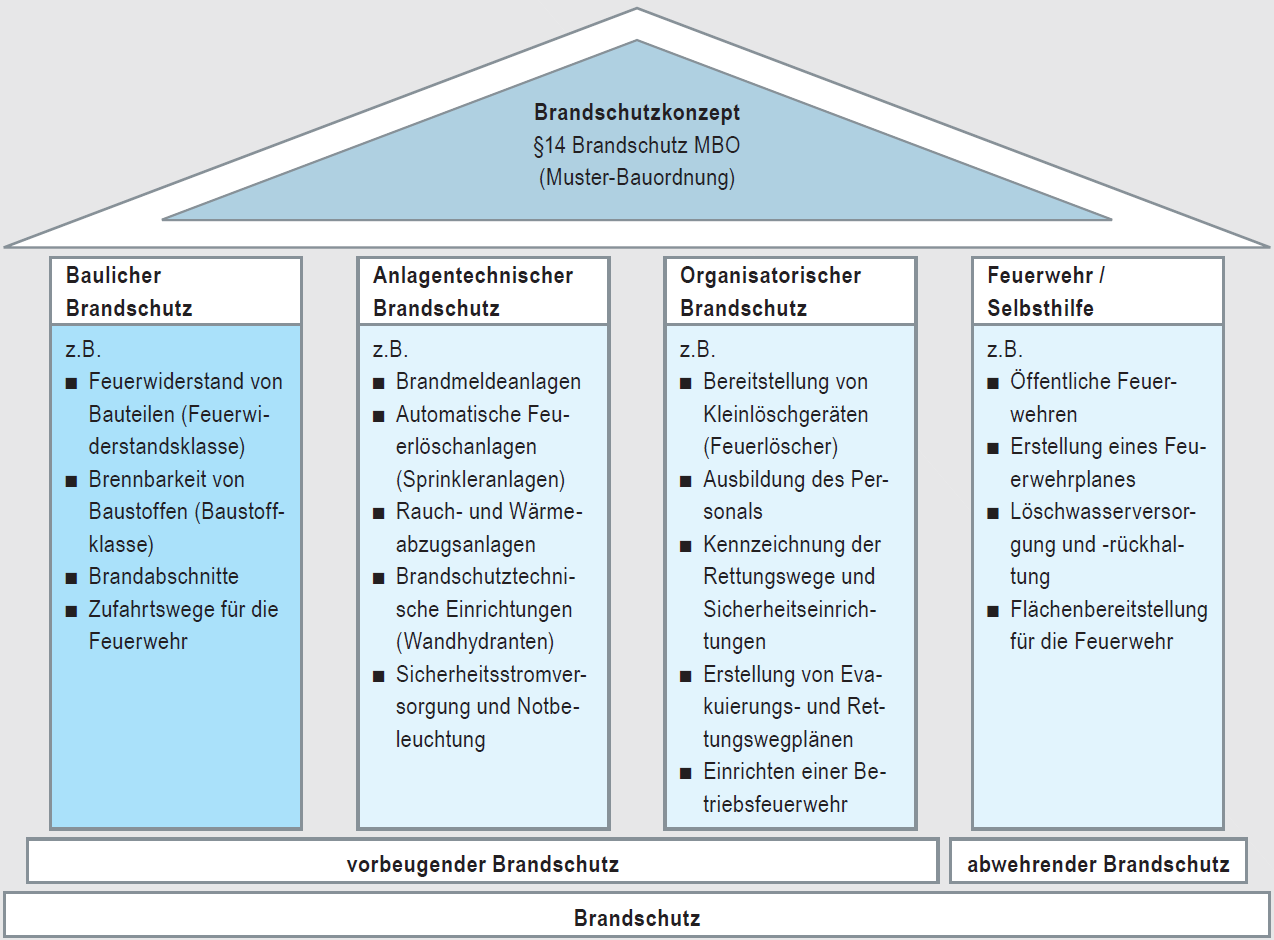 Brandschutzkonzept
§14 Brandschutz MBO
(Muster-Bauordnung)
Baulicher
Brandschutz
z.B.
■ Feuerwiderstand von
Bauteilen (Feuerwi-
derstandsklasse)
■ Brennbarkeit von
Baustoffen (Baustoff-
klasse)
■ Brandabschnitte
■ Zufahrtswege für die
Feuerwehr
Anlagentechnischer
Brandschutz
z.B.
■ Brandmeldeanlagen
■ Automatische Feu-
erlöschanlagen
(Sprinkleranlagen)
■ Rauch- und Wärme-
abzugsanlagen
■ Brandschutztechni-
sche Einrichtungen
(Wandhydranten)
■ Sicherheitsstromver-
sorgung und Notbe-
leuchtung
Organisatorischer
Brandschutz
z.B.
■ Bereitstellung von
Kleinlöschgeräten
(Feuerlöscher)
■ Ausbildung des Per-
sonals
■ Kennzeichnung der
Rettungswege und
Sicherheitseinrich-
tungen
■ Erstellung von Eva-
kuierungs- und Ret-
tungswegplänen
■ Einrichten einer Be-
triebsfeuerwehr
Feuerwehr /
Selbsthilfe
z.B.
■ Öffentliche Feuer-
wehren
■ Erstellung eines Feu-
erwehrplanes
■ Löschwasserversor-
gung und -rückhal-
tung
■ Flächenbereitstellung
für die Feuerwehr
vorbeugender Brandschutz
abwehrender Brandschutz
Brandschutz